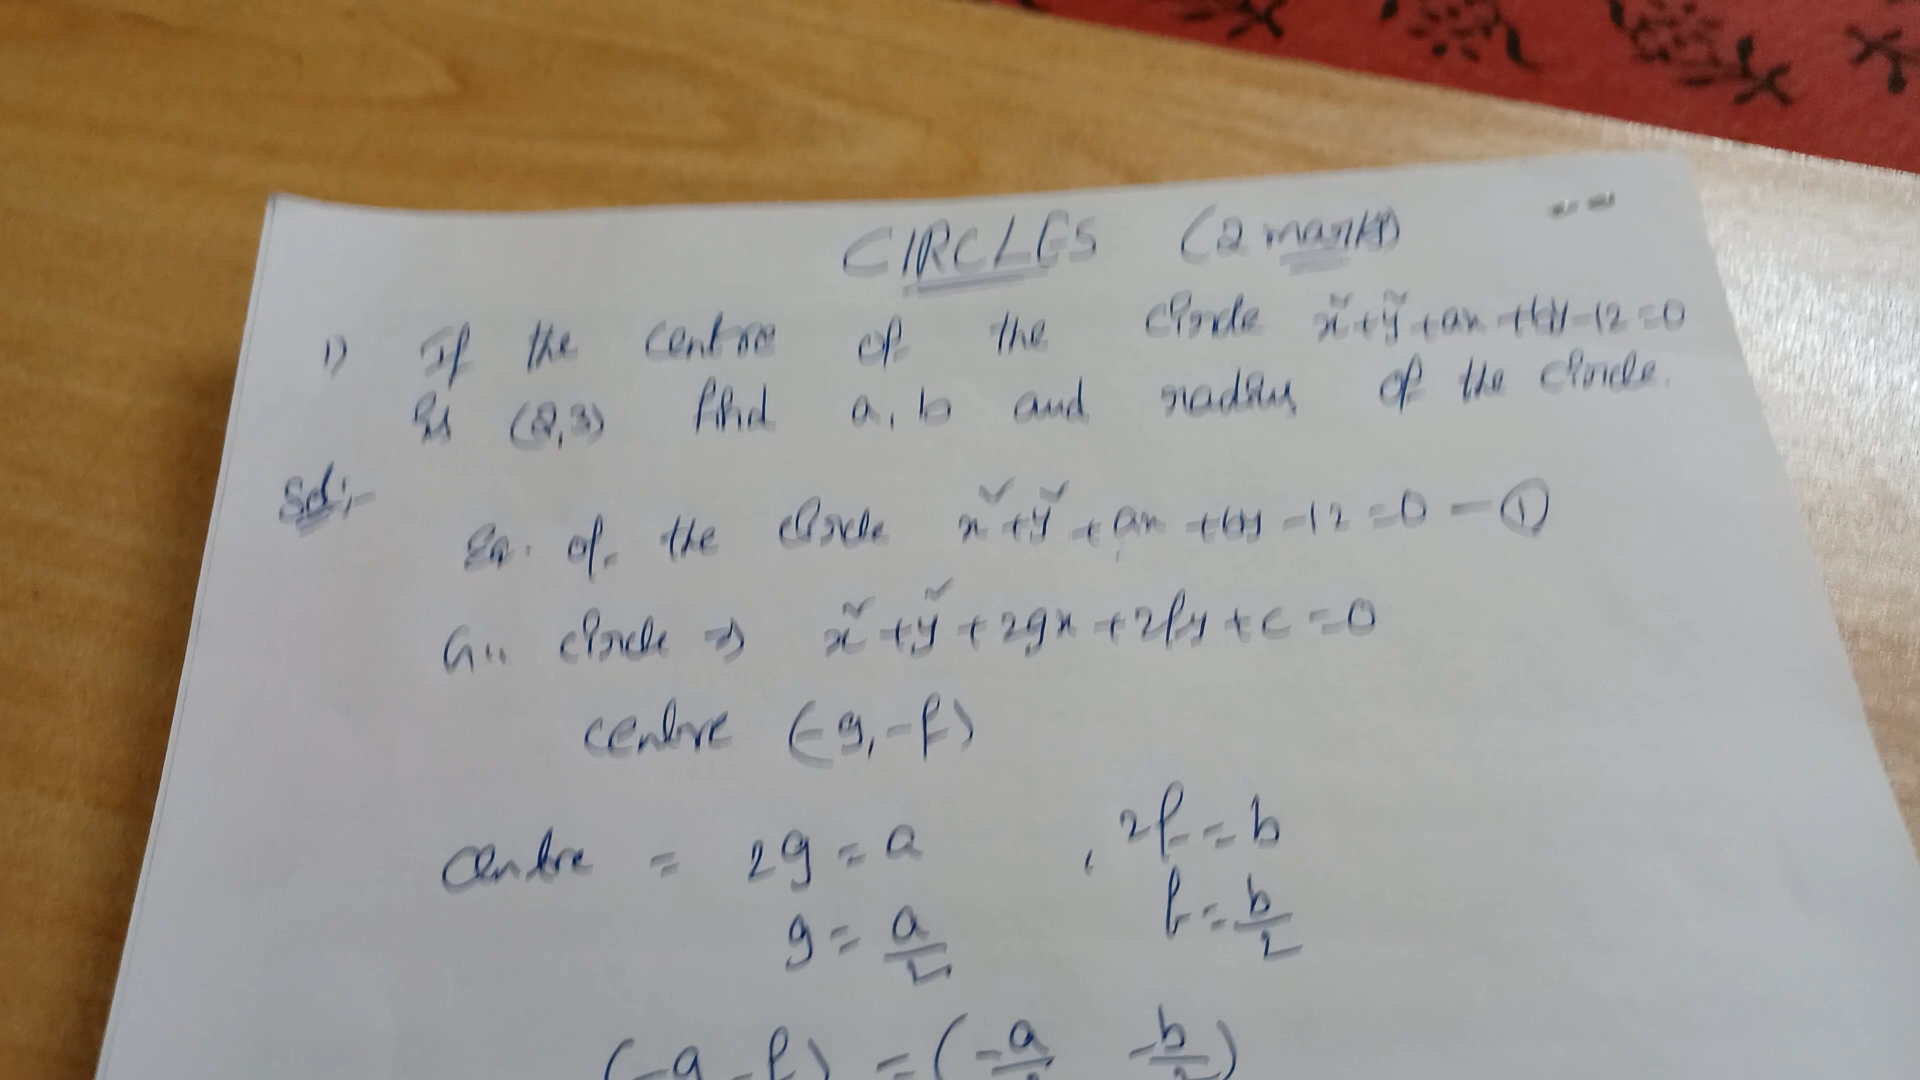 CIRCLES (2 marks)
1) If the centre of the circle x²+y²+ax+by-12=0
is (2,3) find a, b and radius of the circle.
Sol:-
Eq. of the circle x²+y²+ax+by-12=0 - ①
G.. circle ⇒ x²+y²+2gx+2fy+c=0
centre (-g,-f)
Centre = 2g=a , 2f=b
g=a/2 f=b/2
(-g -f) = (-a/2 -b/2)